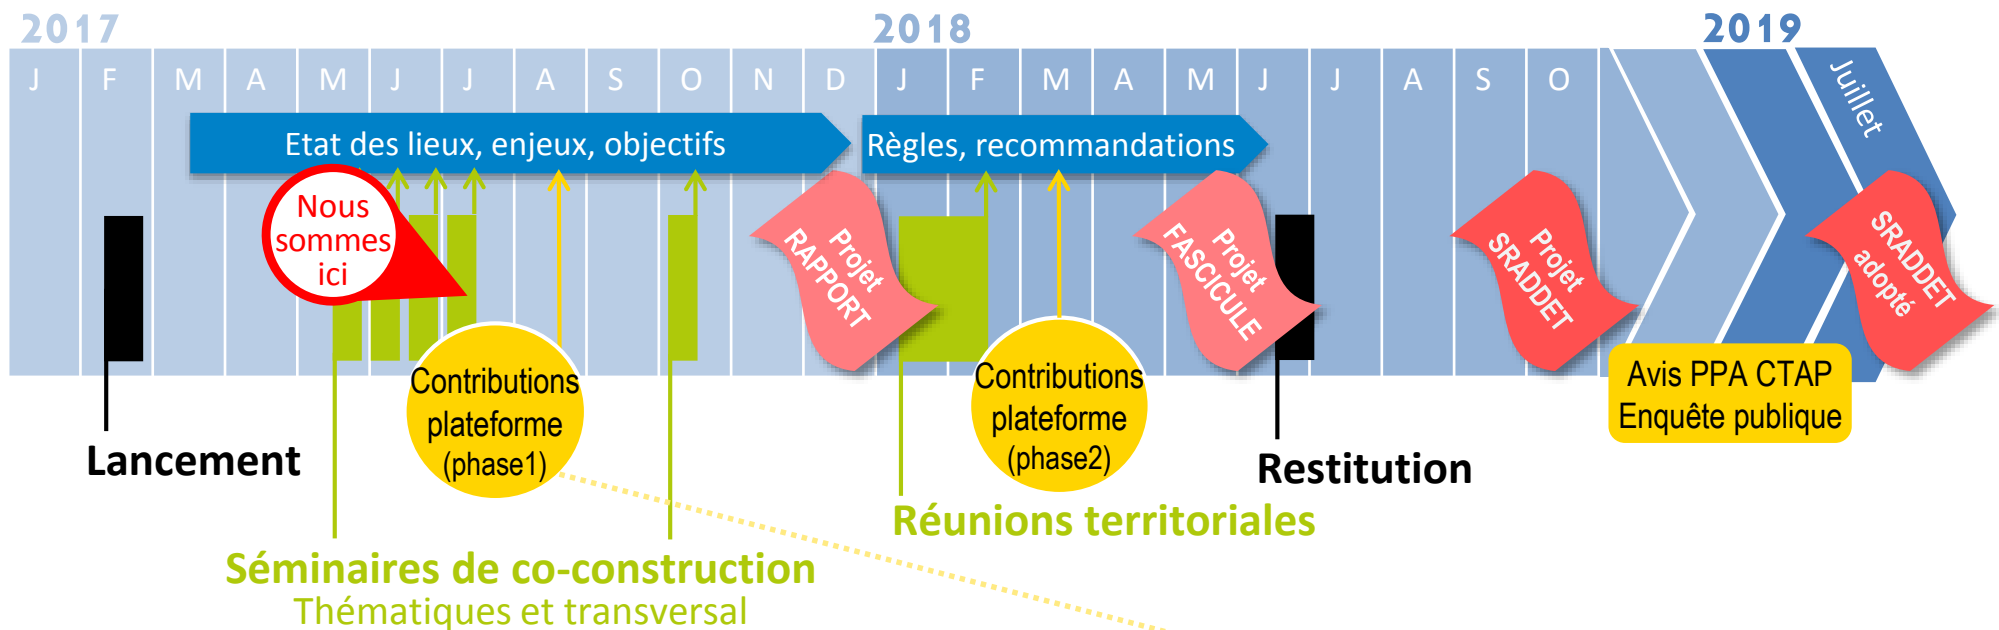 2017
2018
2019
J F M A M J J A S O N D J F M A M J J A S O
Juillet
Etat des lieux, enjeux, objectifs
Règles, recommandations
Nous
sommes
ici
Projet
RAPPORT
Projet
FASCICULE
Projet
SRADDET
SRADDET
adopté
Contributions
plateforme
(phase1)
Contributions
plateforme
(phase2)
Avis PPA CTAP
Enquête publique
Lancement
Restitution
Réunions territoriales
Séminaires de co-construction
Thématiques et transversal